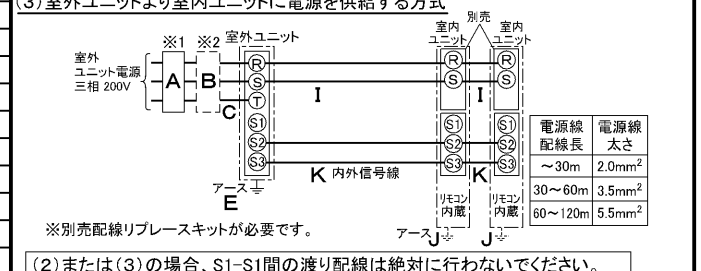 (3)室外ユニットより室内ユニットに電源を供給する方式
別売
※1 ※2 室外ユニット
室内
ユニット
室内
ユニット
室外
ユニット電源
三相 200V
A
B
C
R
S
T
S1
S2
S3
I
R
S
S1
S2
S3
I
R
S
S1
S2
S3
K 内外信号線
K
アース
E
リモコン
内蔵
リモコン
内蔵
アース J
J
電源線
配線長
電源線
太さ
~30m 2.0mm²
30~60m 3.5mm²
60~120m 5.5mm²
※別売配線リプレースキットが必要です。
(2)または(3)の場合、S1-S1間の渡り配線は絶対に行わないでください。